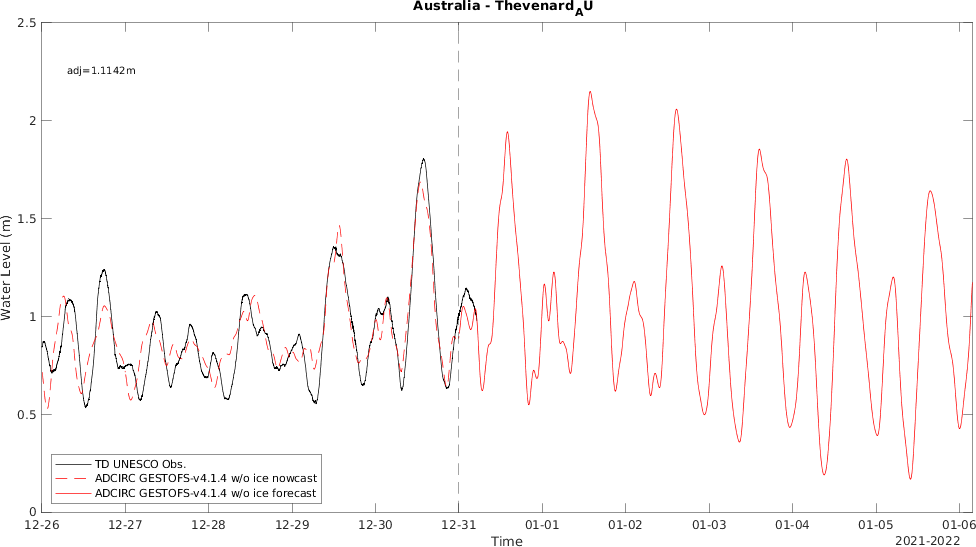 Australia - Thevenard_AU
2.5
adj=1.1142m
2
1.5
Water Level (m)
1
0.5
TD UNESCO Obs.
ADCIRC GESTOFS-v4.1.4 w/o ice nowcast
ADCIRC GESTOFS-v4.1.4 w/o ice forecast
0
12-26 12-27 12-28 12-29 12-30 12-31 01-01 01-02 01-03 01-04 01-05 01-06
Time
2021-2022